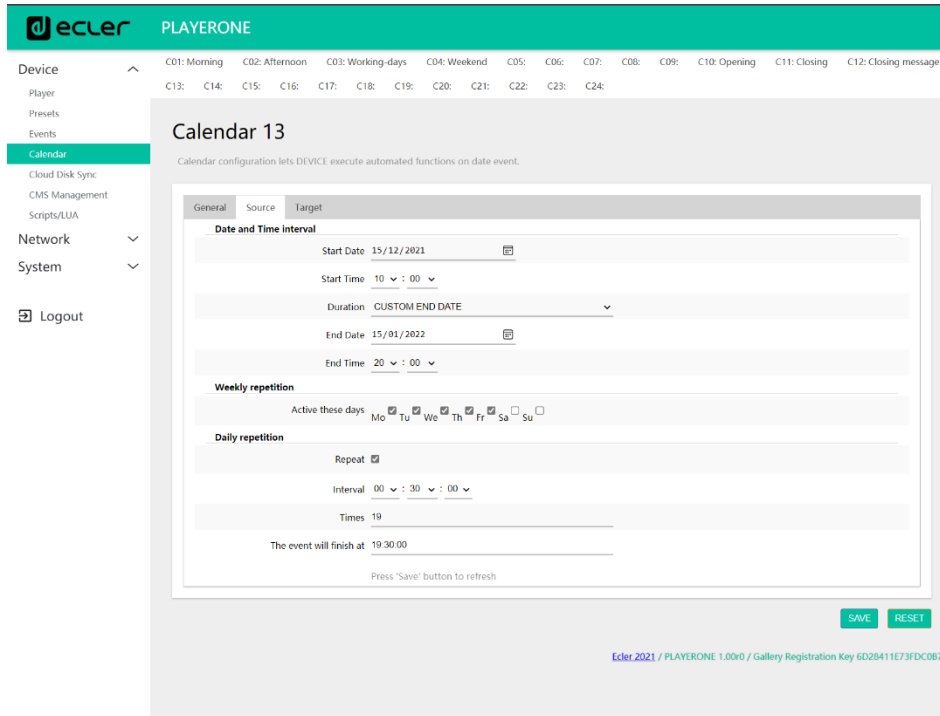 ecler PLAYERONE
Device
Player
Presets
Events
Calendar
Cloud Disk Sync
CMS Management
Scripts/LUA
Network
System
Logout
C01: Morning C02: Afternoon C03: Working-days C04: Weekend C05: C06: C07: C08: C09: C10: Opening C11: Closing C12: Closing message
C13: C14: C15: C16: C17: C18: C19: C20: C21: C22: C23: C24:
Calendar 13
Calendar configuration lets DEVICE execute automated functions on date event.
General Source Target
Date and Time interval
Start Date 15/12/2021
Start Time 10 : 00
Duration CUSTOM END DATE
End Date 15/01/2022
End Time 20 : 00
Weekly repetition
Active these days Mo Tu We Th Fr Sa Su
Daily repetition
Repeat
Interval 00 : 30 : 00
Times 19
The event will finish at 19:30:00
Press 'Save' button to refresh
SAVE RESET
Ecler 2021 / PLAYERONE 1.00r0 / Gallery Registration Key 6D28411E73FDC0B7